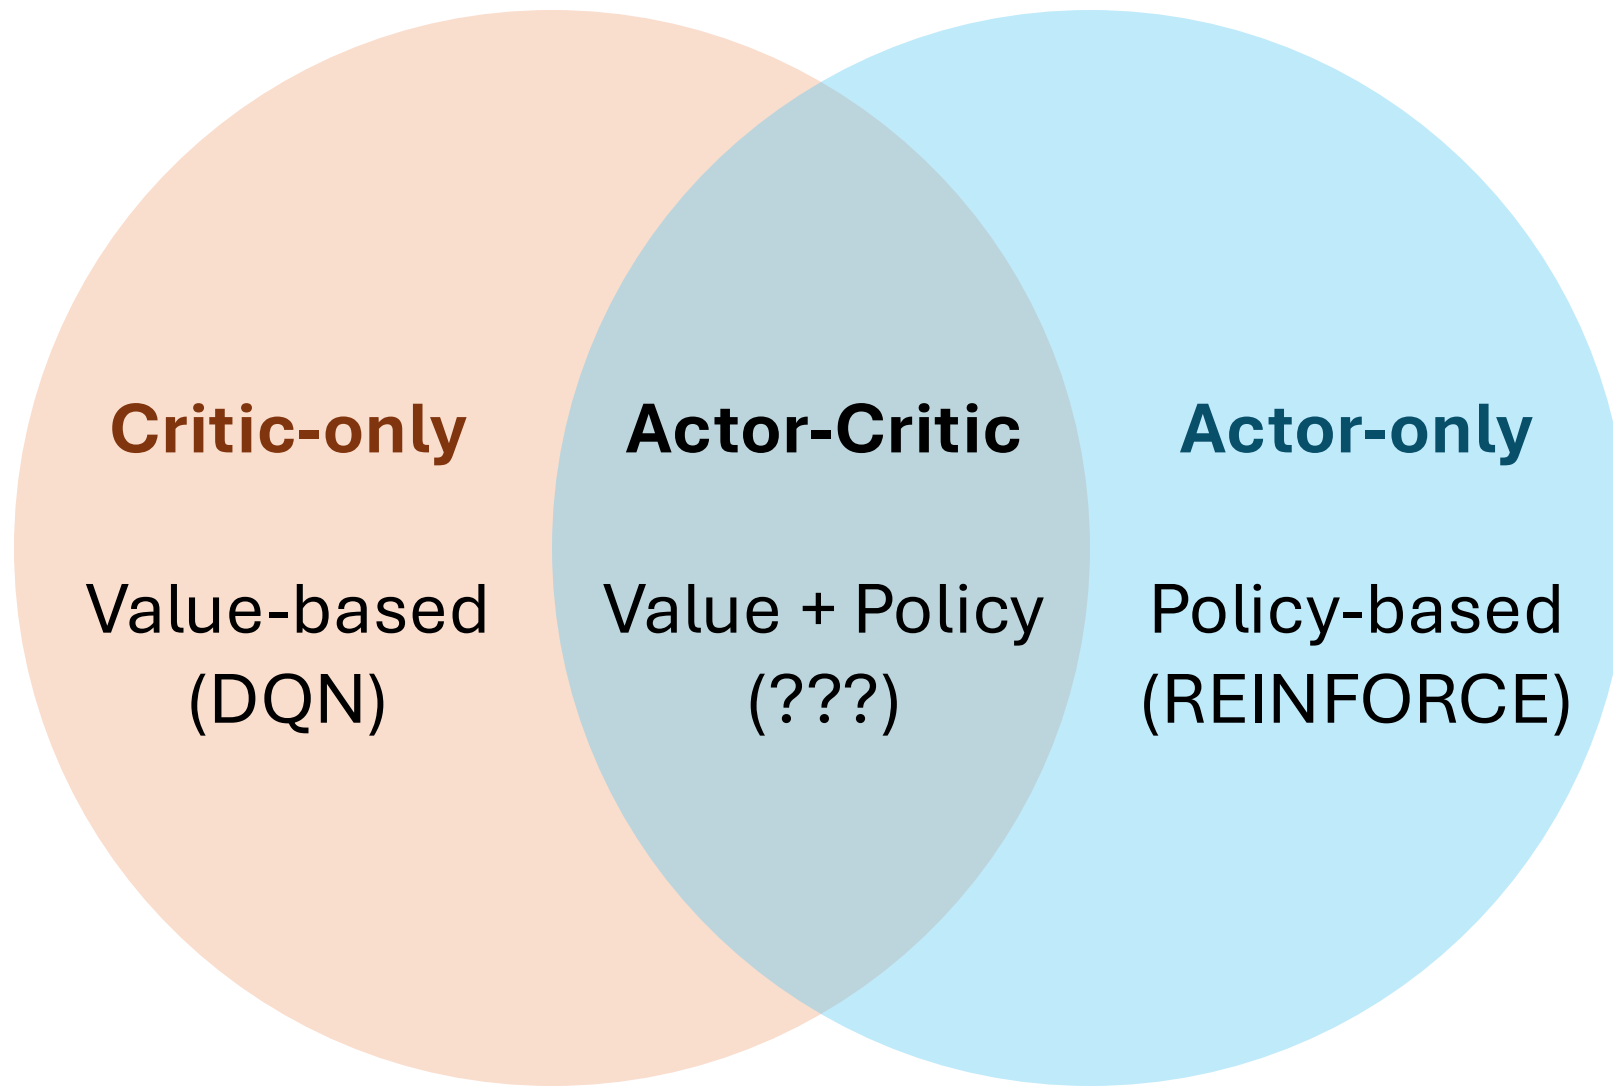 Critic-only
Value-based
(DQN)
Actor-Critic
Value + Policy
(???)
Actor-only
Policy-based
(REINFORCE)